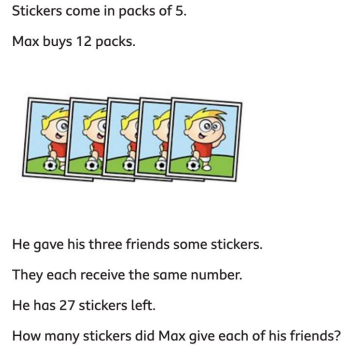 Stickers come in packs of 5.
Max buys 12 packs.
He gave his three friends some stickers.
They each receive the same number.
He has 27 stickers left.
How many stickers did Max give each of his friends?